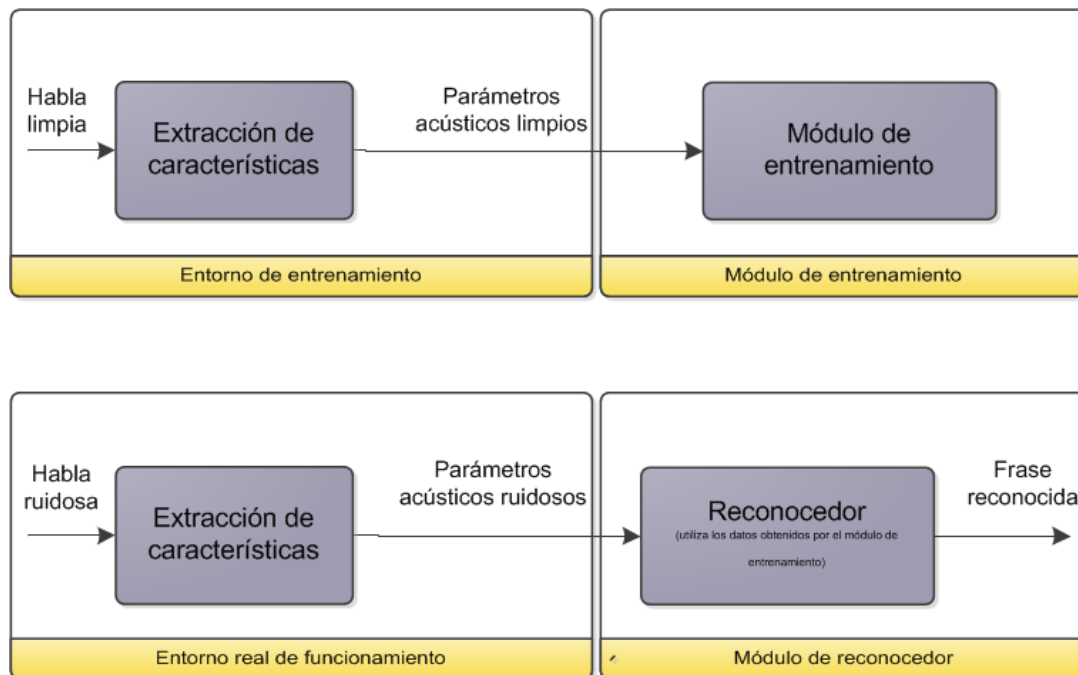 Habla
limpia
Extracción de
características
Parámetros
acústicos limpios
Módulo de
entrenamiento
Entorno de entrenamiento
Módulo de entrenamiento
Habla
ruidosa
Extracción de
características
Parámetros
acústicos ruidosos
Reconocedor
(utiliza los datos obtenidos por el módulo de
entrenamiento)
Frase
reconocida
Entorno real de funcionamiento
Módulo de reconocedor